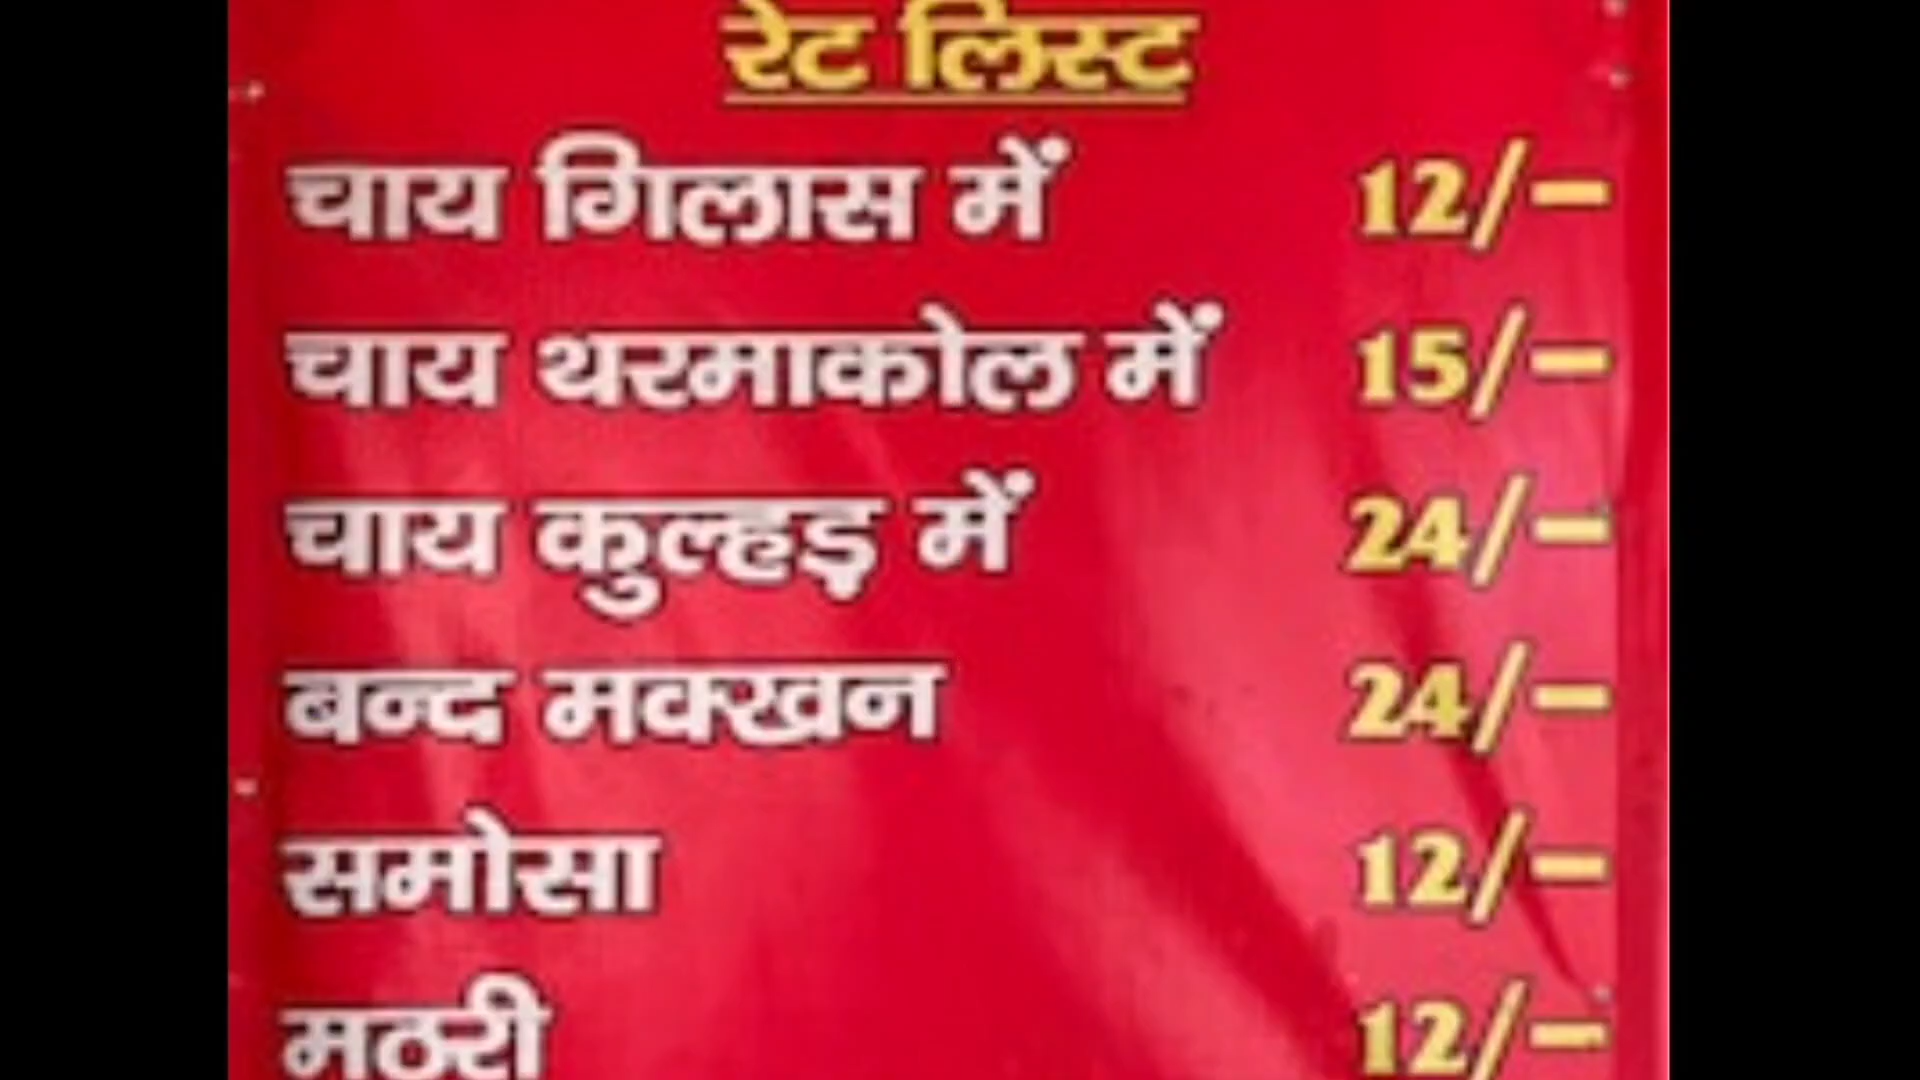 रेट लिस्ट
चाय गिलास में 12/-
चाय थरमाकोल में 15/-
चाय कुल्हड़ में 24/-
बन्द मक्खन 24/-
समोसा 12/-
मठरी 12/-